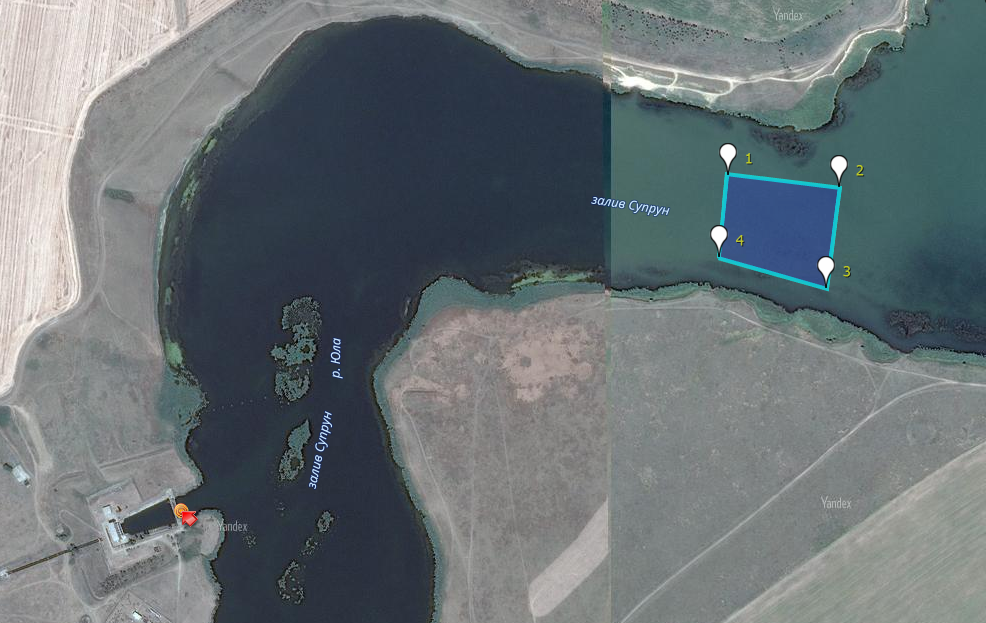 Yandex
1
2
залив Супрун
4
3
р. Юла
залив Супрун
Yandex
Yandex